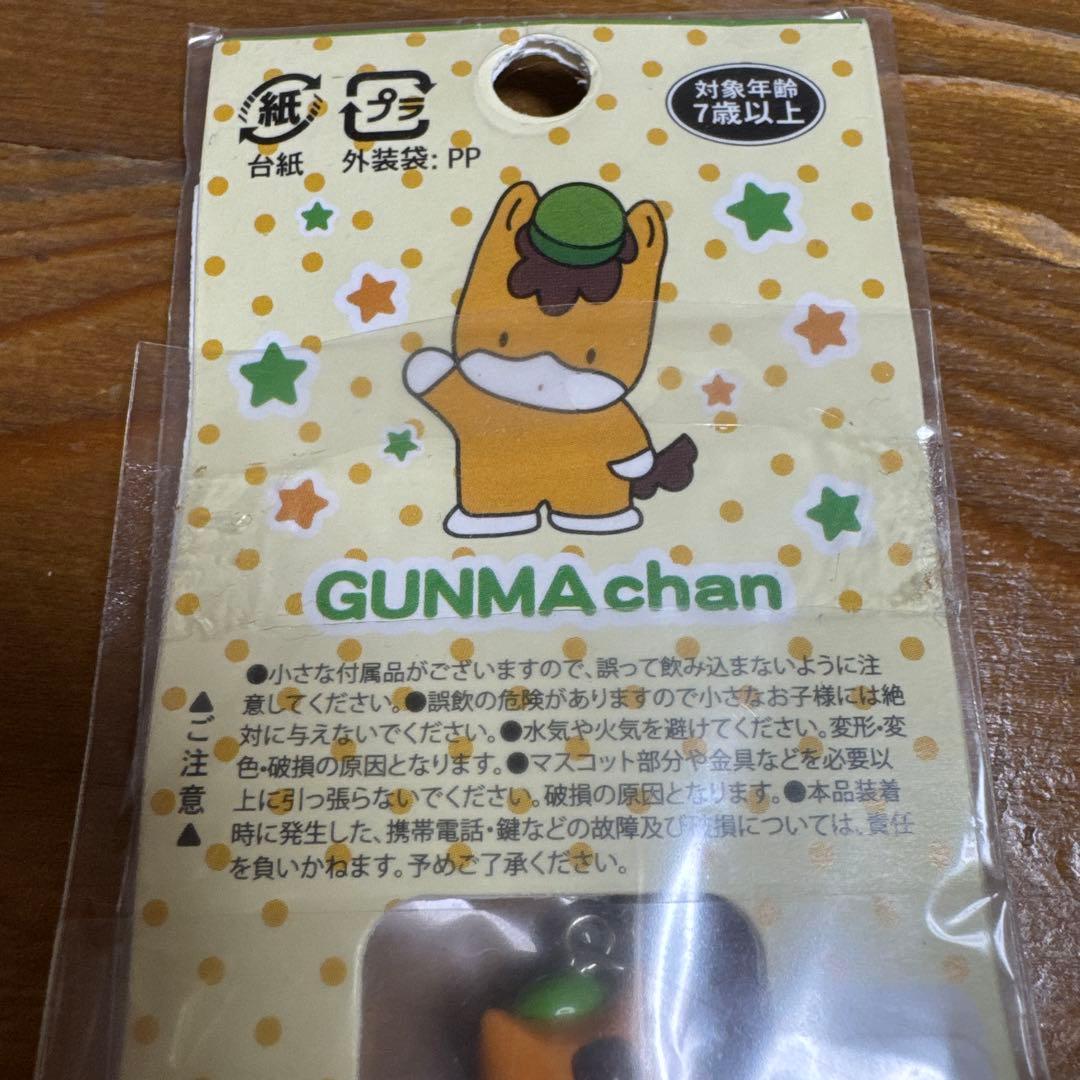 紙
プラ
台紙
外装袋: PP
対象年齢
7歳以上
GUNMA chan
▲ご注意▲
●小さな付属品がございますので、誤って飲み込まないように注
意してください。●誤飲の危険がありますので小さなお子様には絶
対に与えないでください。●水気や火気を避けてください。変形・変
色・破損の原因となります。●マスコット部分や金具などを必要以
上に引っ張らないでください。破損の原因となります。●本品装着
時に発生した、携帯電話・鍵などの故障及び破損については、責任
を負いかねます。予めご了承ください。